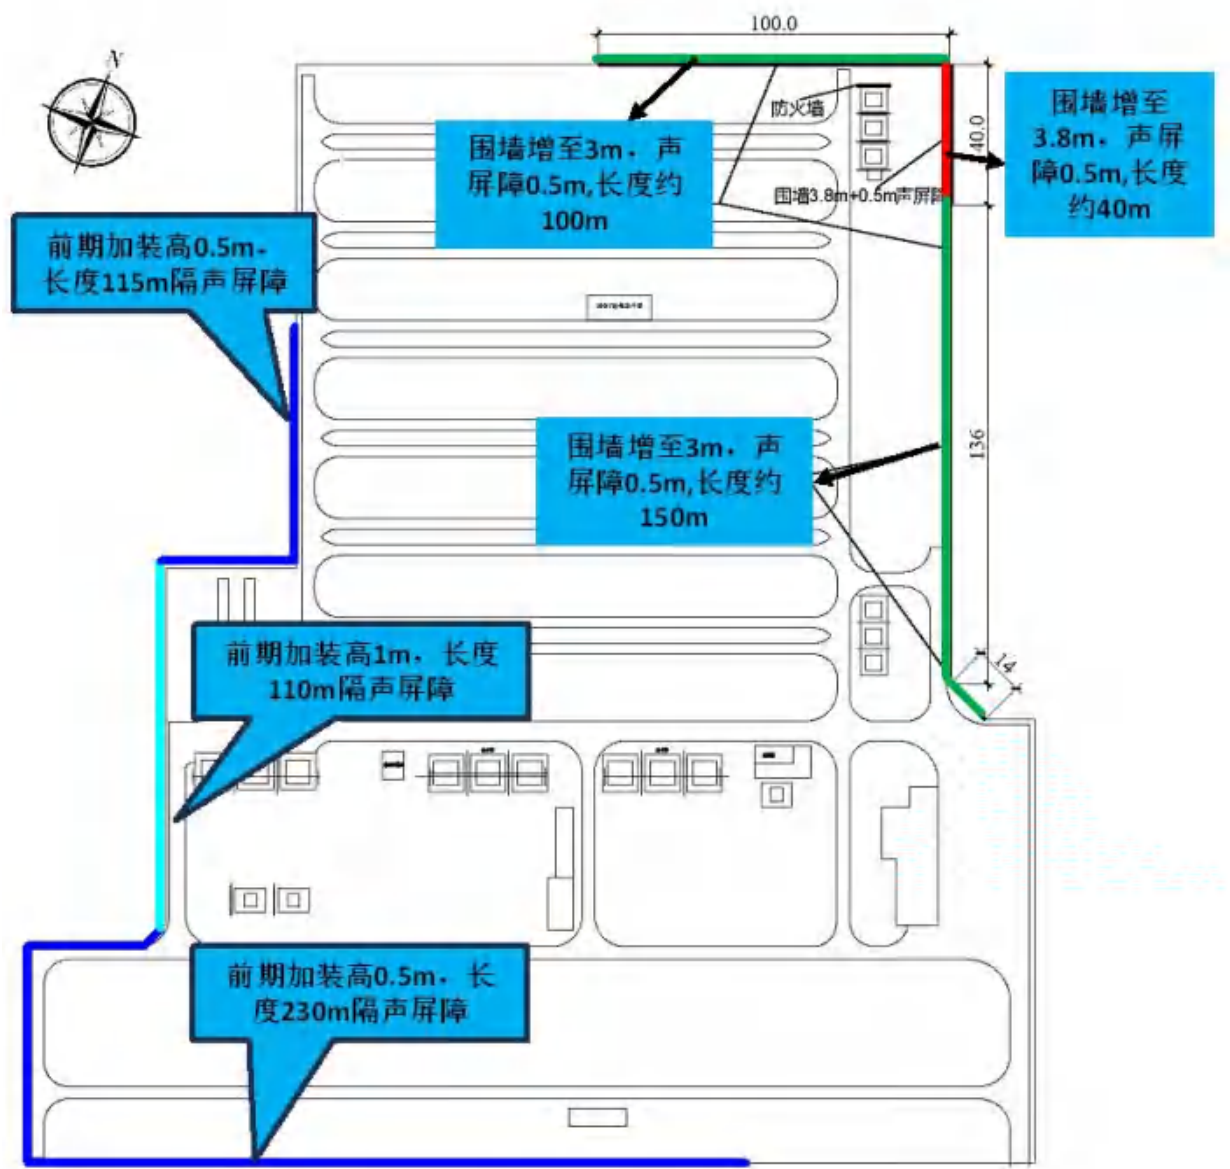 100.0
N
围墙增至
3.8m，声屏
障0.5m,长度
约40m
防火墙
40.0
围墙增至3m，声
屏障0.5m,长度约
100m
围墙3.8m+0.5m声屏障
前期加装高0.5m，
长度115m隔声屏障
围墙增至3m，声
屏障0.5m,长度约
150m
136
前期加装高1m，长度
110m隔声屏障
14
前期加装高0.5m，长
度230m隔声屏障